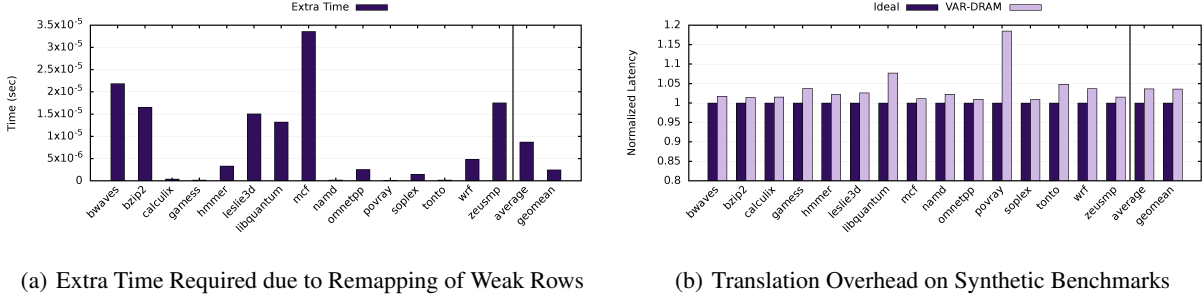 Extra Time
3.5x10-5
3x10-5
2.5x10-5
2x10-5
1.5x10-5
1x10-5
5x10-6
0
Time (sec)
bwaves
bzip2
calculix
gamess
hmmer
leslie3d
libquantum
mcf
namd
omnetpp
povray
soplex
tonto
wrf
zeusmp
average
geomean
(a) Extra Time Required due to Remapping of Weak Rows
Ideal VAR-DRAM
1.2
1.15
1.1
1.05
1
0.95
0.9
0.85
0.8
Normalized Latency
bwaves
bzip2
calculix
gamess
hmmer
leslie3d
libquantum
mcf
namd
omnetpp
povray
soplex
tonto
wrf
zeusmp
average
geomean
(b) Translation Overhead on Synthetic Benchmarks